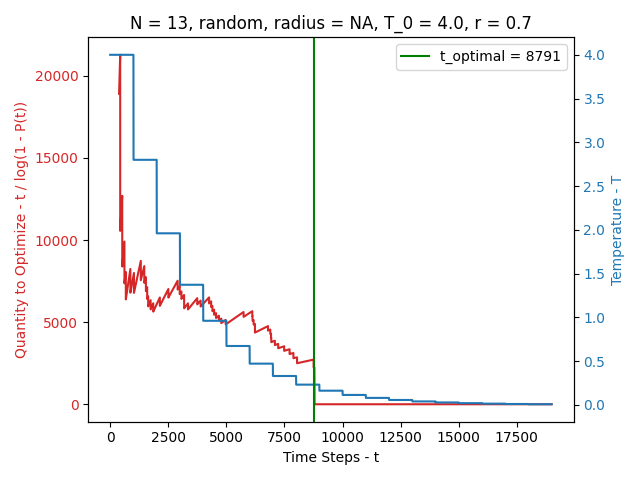 N = 13, random, radius = NA, T_0 = 4.0, r = 0.7
t_optimal = 8791
Quantity to Optimize - t / log(1 - P(t))
20000
15000
10000
5000
0
4.0
3.5
3.0
2.5
2.0
1.5
1.0
0.5
0.0
Temperature - T
0 2500 5000 7500 10000 12500 15000 17500
Time Steps - t